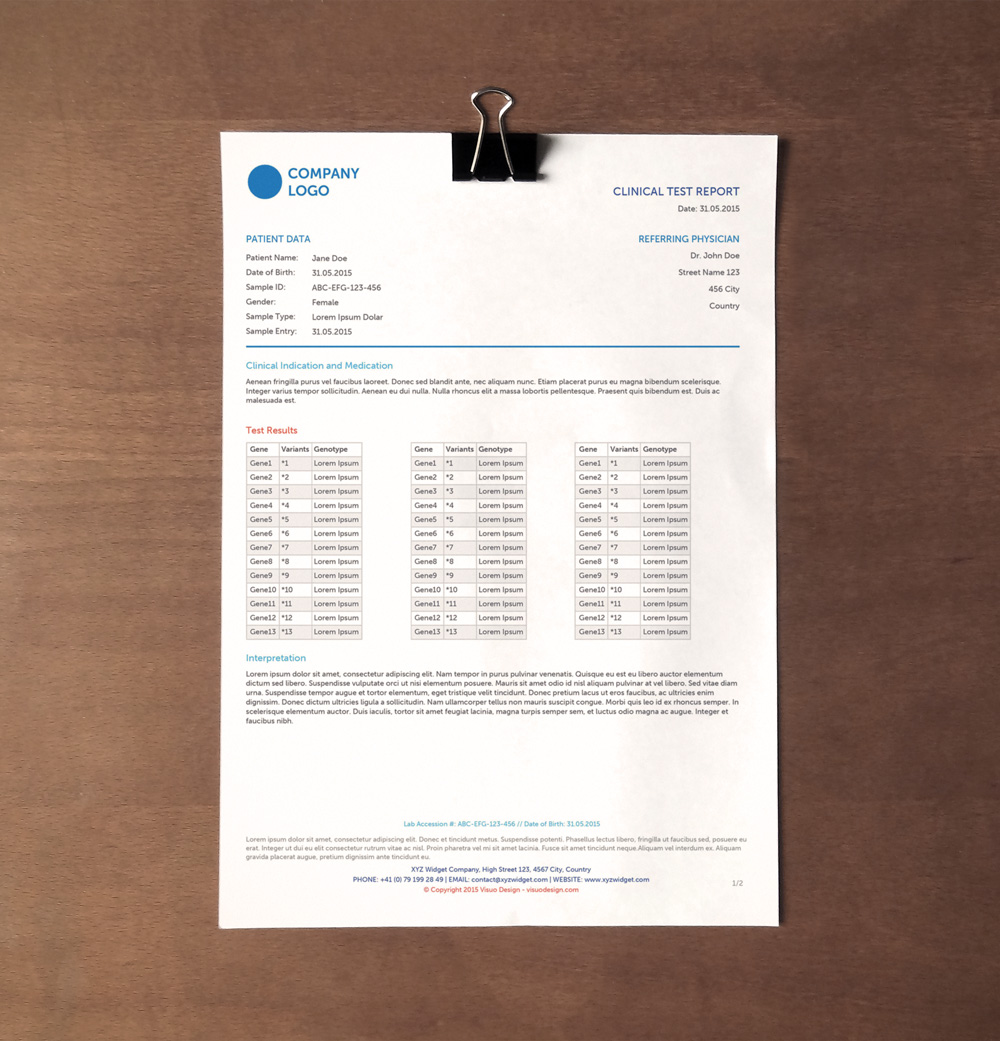 COMPANY
LOGO
CLINICAL TEST REPORT
Date: 31.05.2015
PATIENT DATA
Patient Name: Jane Doe
Date of Birth: 31.05.2015
Sample ID: ABC-EFG-123-456
Gender: Female
Sample Type: Lorem Ipsum Dolar
Sample Entry: 31.05.2015
REFERRING PHYSICIAN
Dr. John Doe
Street Name 123
456 City
Country
Clinical Indication and Medication
Aenean fringilla purus vel faucibus laoreet. Donec sed blandit ante, nec aliquam nunc. Etiam placerat purus eu magna bibendum scelerisque.
Integer varius tempor sollicitudin. Aenean eu dui nulla. Nulla rhoncus elit a massa lobortis pellentesque. Praesent quis bibendum est. Duis ac
malesuada est.
Test Results
Gene Variants Genotype Gene Variants Genotype Gene Variants Genotype
Gene1 *1 Lorem Ipsum Gene1 *1 Lorem Ipsum Gene1 *1 Lorem Ipsum
Gene2 *2 Lorem Ipsum Gene2 *2 Lorem Ipsum Gene2 *2 Lorem Ipsum
Gene3 *3 Lorem Ipsum Gene3 *3 Lorem Ipsum Gene3 *3 Lorem Ipsum
Gene4 *4 Lorem Ipsum Gene4 *4 Lorem Ipsum Gene4 *4 Lorem Ipsum
Gene5 *5 Lorem Ipsum Gene5 *5 Lorem Ipsum Gene5 *5 Lorem Ipsum
Gene6 *6 Lorem Ipsum Gene6 *6 Lorem Ipsum Gene6 *6 Lorem Ipsum
Gene7 *7 Lorem Ipsum Gene7 *7 Lorem Ipsum Gene7 *7 Lorem Ipsum
Gene8 *8 Lorem Ipsum Gene8 *8 Lorem Ipsum Gene8 *8 Lorem Ipsum
Gene9 *9 Lorem Ipsum Gene9 *9 Lorem Ipsum Gene9 *9 Lorem Ipsum
Gene10 *10 Lorem Ipsum Gene10 *10 Lorem Ipsum Gene10 *10 Lorem Ipsum
Gene11 *11 Lorem Ipsum Gene11 *11 Lorem Ipsum Gene11 *11 Lorem Ipsum
Gene12 *12 Lorem Ipsum Gene12 *12 Lorem Ipsum Gene12 *12 Lorem Ipsum
Gene13 *13 Lorem Ipsum Gene13 *13 Lorem Ipsum Gene13 *13 Lorem Ipsum
Interpretation
Lorem ipsum dolor sit amet, consectetur adipiscing elit. Nam tempor in purus pulvinar venenatis. Quisque eu est eu libero auctor elementum
dictum sed libero. Suspendisse vulputate orci ut nisi elementum posuere. Mauris sit amet odio id nisl aliquam pulvinar at vel libero. Sed vitae diam
urna. Suspendisse tempor augue et tortor elementum, eget tristique velit tincidunt. Donec pretium lacus ut eros faucibus, ac ultricies enim
dignissim. Donec dictum ultricies ligula a sollicitudin. Nam ullamcorper tellus non mauris suscipit congue. Morbi quis leo id ex rhoncus semper. In
scelerisque elementum auctor. Duis iaculis, tortor sit amet feugiat lacinia, magna turpis semper sem, et luctus odio magna ac augue. Integer et
faucibus nibh.
Lab Accession #: ABC-EFG-123-456 // Date of Birth: 31.05.2015
Lorem ipsum dolor sit amet, consectetur adipiscing elit. Donec et tincidunt metus. Suspendisse potenti. Phasellus lectus libero, fringilla ut faucibus sed, posuere eu
erat. Integer ut dui eu elit consectetur rutrum vitae ac nisl. Proin pharetra vel mi sit amet lacinia. Fusce sit amet tincidunt neque.Aliquam vel interdum ex. Aliquam
gravida placerat augue, pretium dignissim ante tincidunt eu.
XYZ Widget Company, High Street 123, 4567 City, Country
PHONE: +41 (0) 79 199 28 49 | EMAIL: contact@xyzwidget.com | WEBSITE: www.xyzwidget.com
© Copyright 2015 Visuo Design - visuodesign.com
1/2